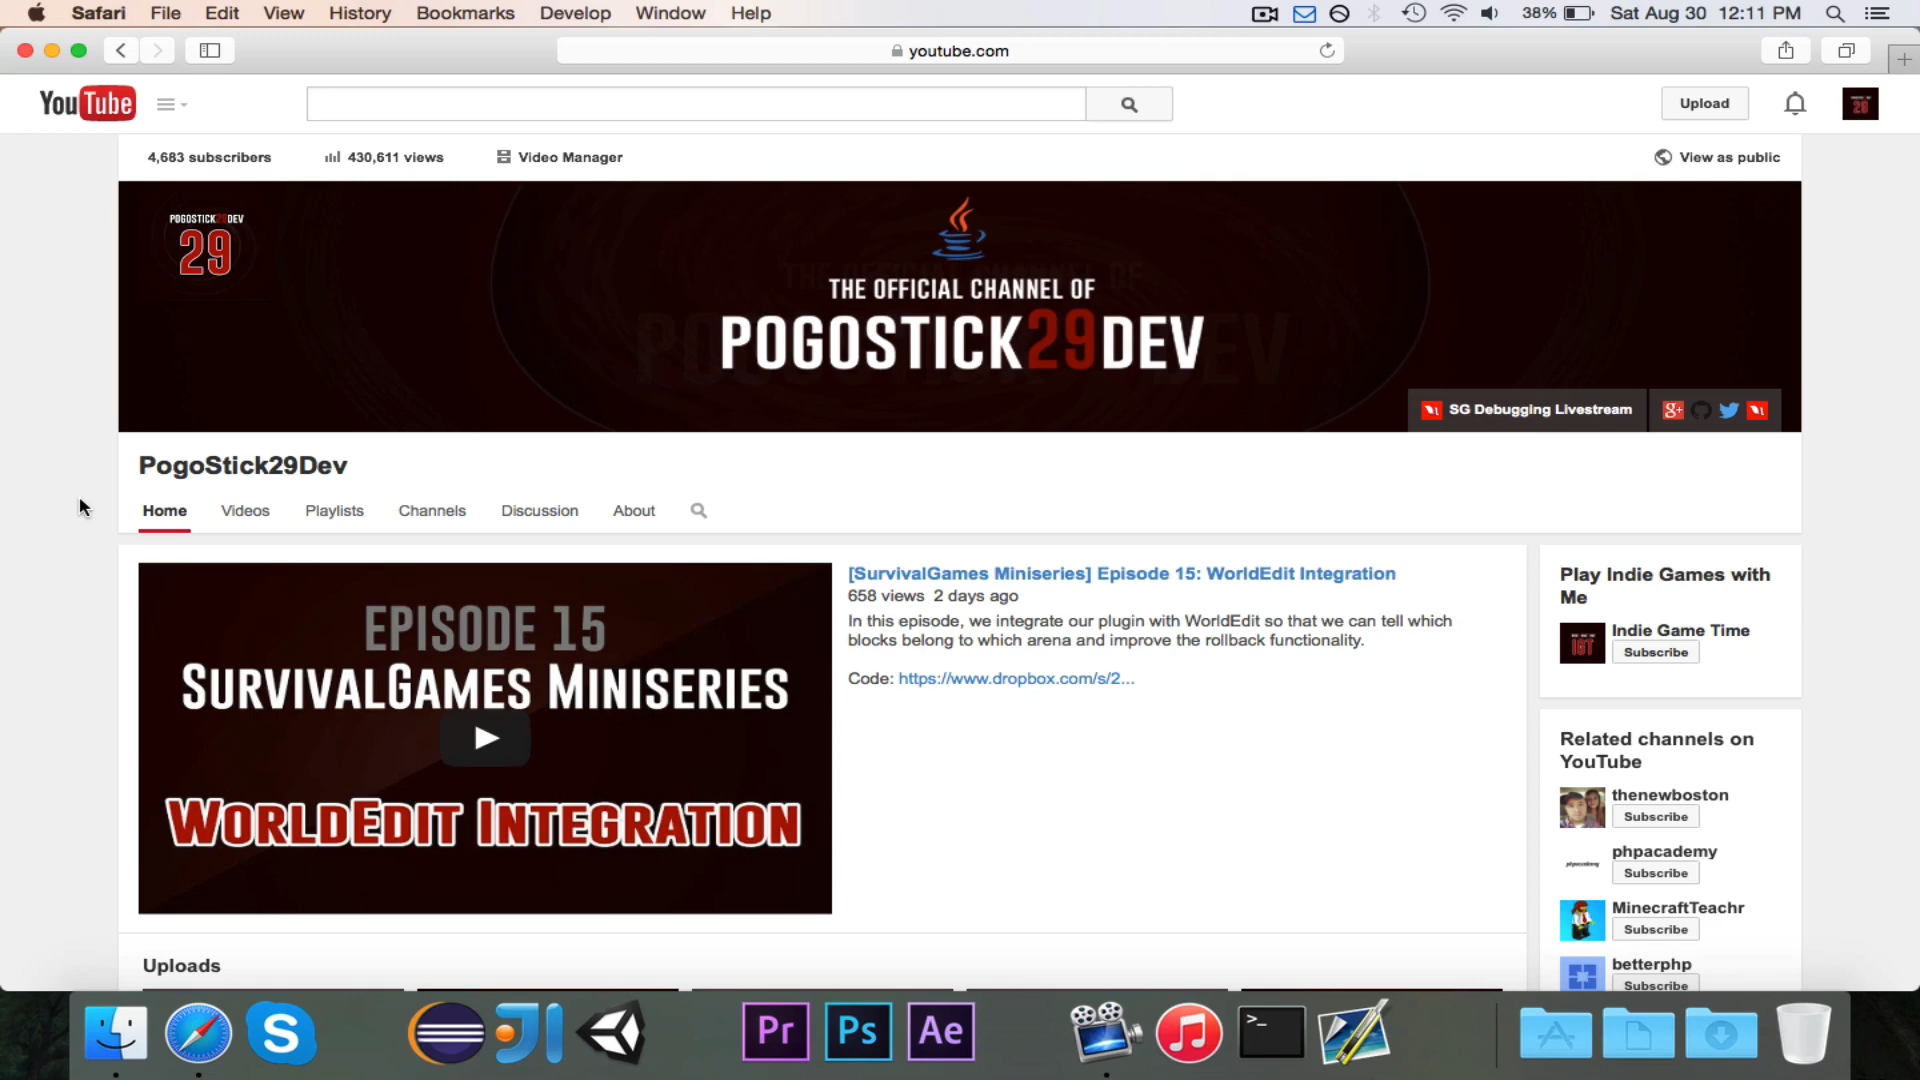 Safari File Edit View History Bookmarks Develop Window Help 38% Sat Aug 30 12:11 PM
youtube.com
YouTube Upload 29
4,683 subscribers 430,611 views Video Manager View as public
POGOSTICK29DEV
29
THE OFFICIAL CHANNEL OF
POGOSTICK29DEV
SG Debugging Livestream g+
PogoStick29Dev
Home Videos Playlists Channels Discussion About
EPISODE 15
SURVIVALGAMES MINISERIES
WORLDEDIT INTEGRATION
[SurvivalGames Miniseries] Episode 15: WorldEdit Integration
658 views 2 days ago
In this episode, we integrate our plugin with WorldEdit so that we can tell which
blocks belong to which arena and improve the rollback functionality.
Code: https://www.dropbox.com/s/2...
Play Indie Games with
Me
IGT
Indie Game Time
Subscribe
Related channels on
YouTube
thenewboston
Subscribe
phpacademy
phpacademy
Subscribe
MinecraftTeachr
Subscribe
betterphp
Subscribe
Uploads
S JI Pr Ps Ae >_